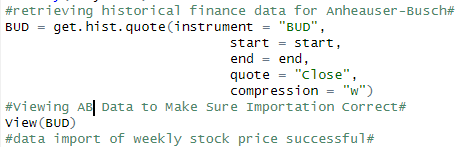 #retrieving historical finance data for Anheauser-Busch#
BUD = get.hist.quote(instrument = "BUD",
start = start,
end = end,
quote = "Close",
compression = "w")
#Viewing AB Data to Make Sure Importation Correct#
View(BUD)
#data import of weekly stock price successful#